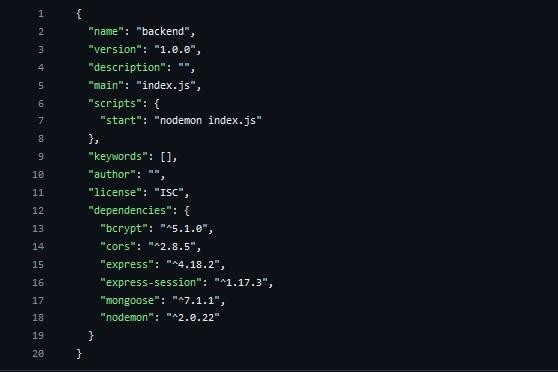 1 {
2 "name": "backend",
3 "version": "1.0.0",
4 "description": "",
5 "main": "index.js",
6 "scripts": {
7 "start": "nodemon index.js"
8 },
9 "keywords": [],
10 "author": "",
11 "license": "ISC",
12 "dependencies": {
13 "bcrypt": "^5.1.0",
14 "cors": "^2.8.5",
15 "express": "^4.18.2",
16 "express-session": "^1.17.3",
17 "mongoose": "^7.1.1",
18 "nodemon": "^2.0.22"
19 }
20 }